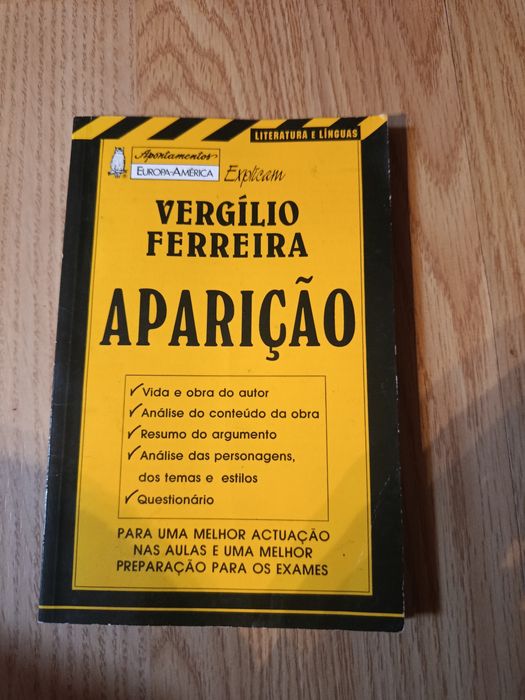 LITERATURA E LÍNGUAS
Apontamentos
EUROPA-AMÉRICA Explicam
VERGÍLIO
FERREIRA
APARIÇÃO
✓Vida e obra do autor
✓Análise do conteúdo da obra
✓Resumo do argumento
✓Análise das personagens,
dos temas e estilos
✓Questionário
PARA UMA MELHOR ACTUAÇÃO
NAS AULAS E UMA MELHOR
PREPARAÇÃO PARA OS EXAMES